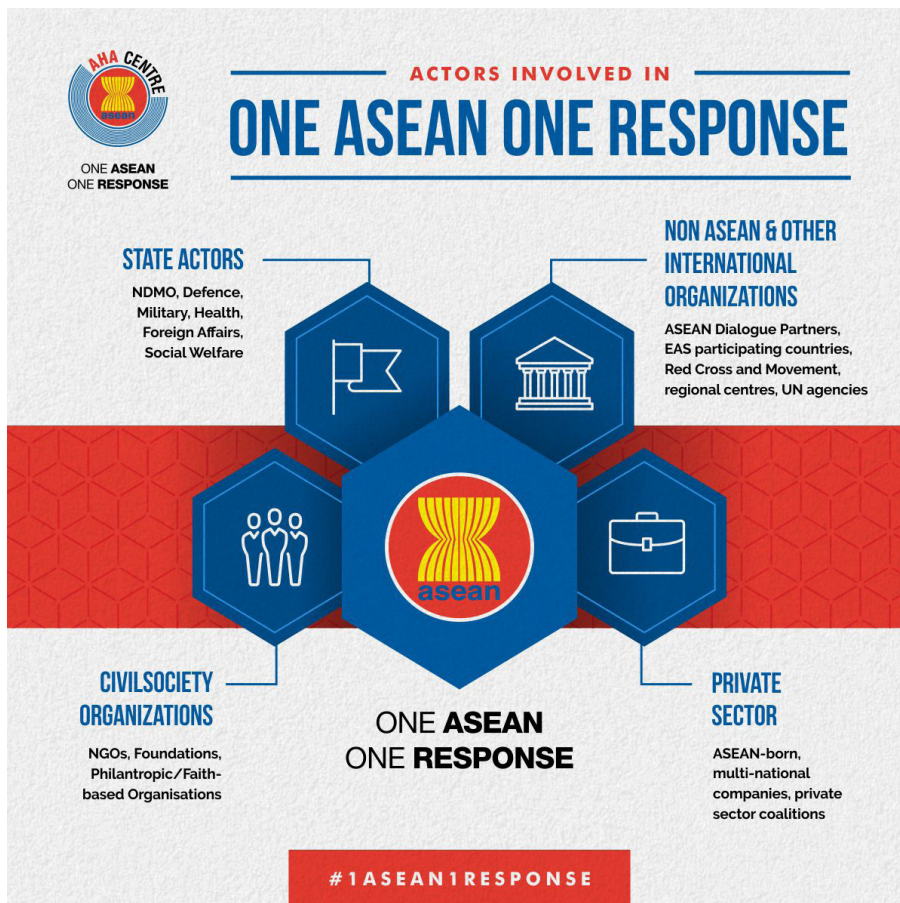 AHA CENTRE
asean
ONE ASEAN
ONE RESPONSE
ACTORS INVOLVED IN
ONE ASEAN ONE RESPONSE
STATE ACTORS
NDMO, Defence,
Military, Health,
Foreign Affairs,
Social Welfare
NON ASEAN & OTHER
INTERNATIONAL
ORGANIZATIONS
ASEAN Dialogue Partners,
EAS participating countries,
Red Cross and Movement,
regional centres, UN agencies
asean
CIVILSOCIETY
ORGANIZATIONS
NGOs, Foundations,
Philantropic/Faith-
based Organisations
ONE ASEAN
ONE RESPONSE
PRIVATE
SECTOR
ASEAN-born,
multi-national
companies, private
sector coalitions
#1ASEAN1RESPONSE